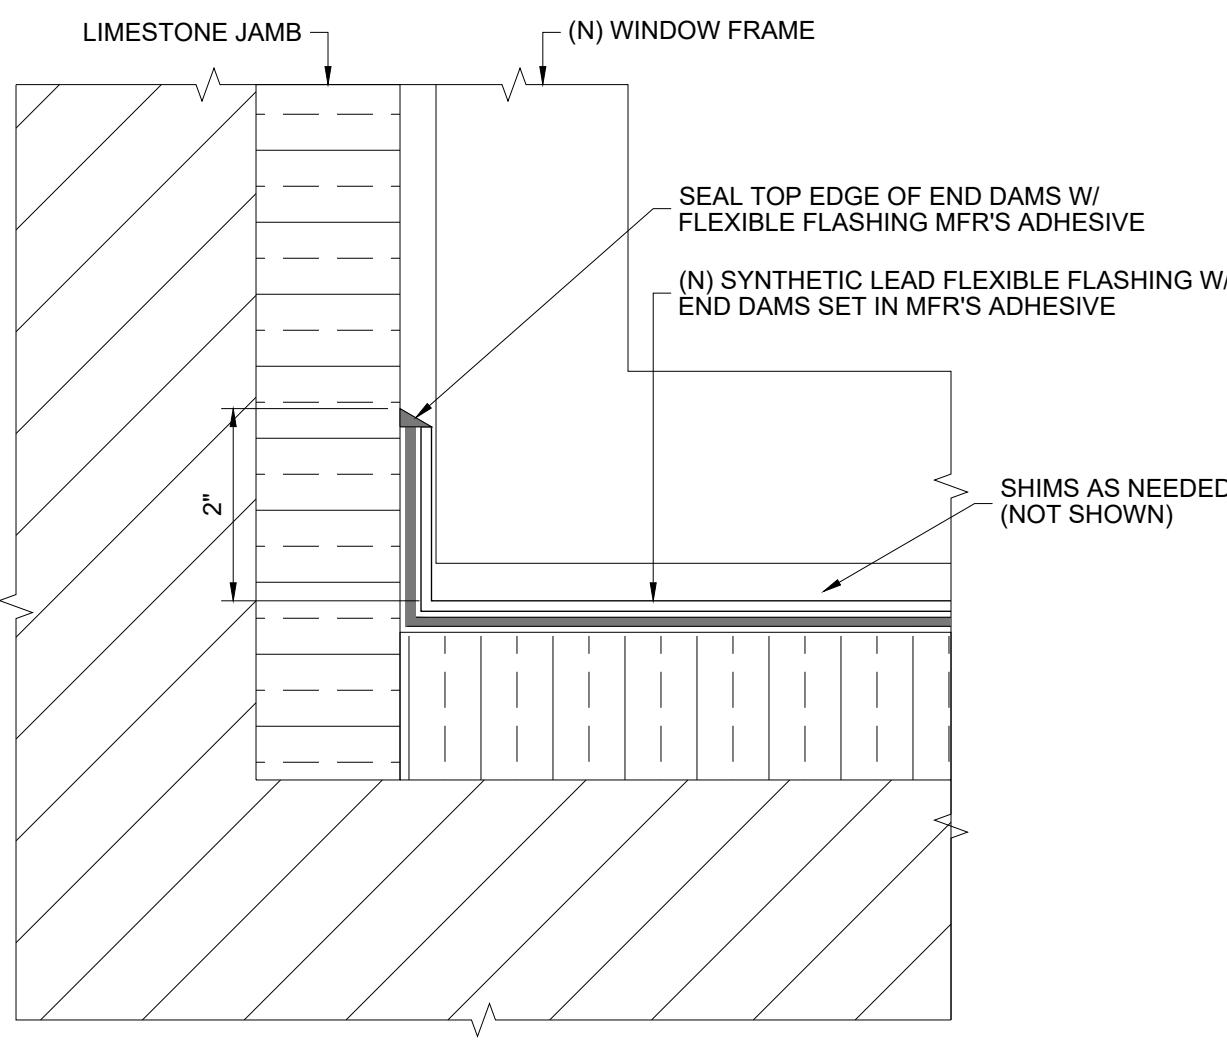 LIMESTONE JAMB
(N) WINDOW FRAME
SEAL TOP EDGE OF END DAMS W/
FLEXIBLE FLASHING MFR'S ADHESIVE
(N) SYNTHETIC LEAD FLEXIBLE FLASHING W/
END DAMS SET IN MFR'S ADHESIVE
2"
SHIMS AS NEEDED
(NOT SHOWN)